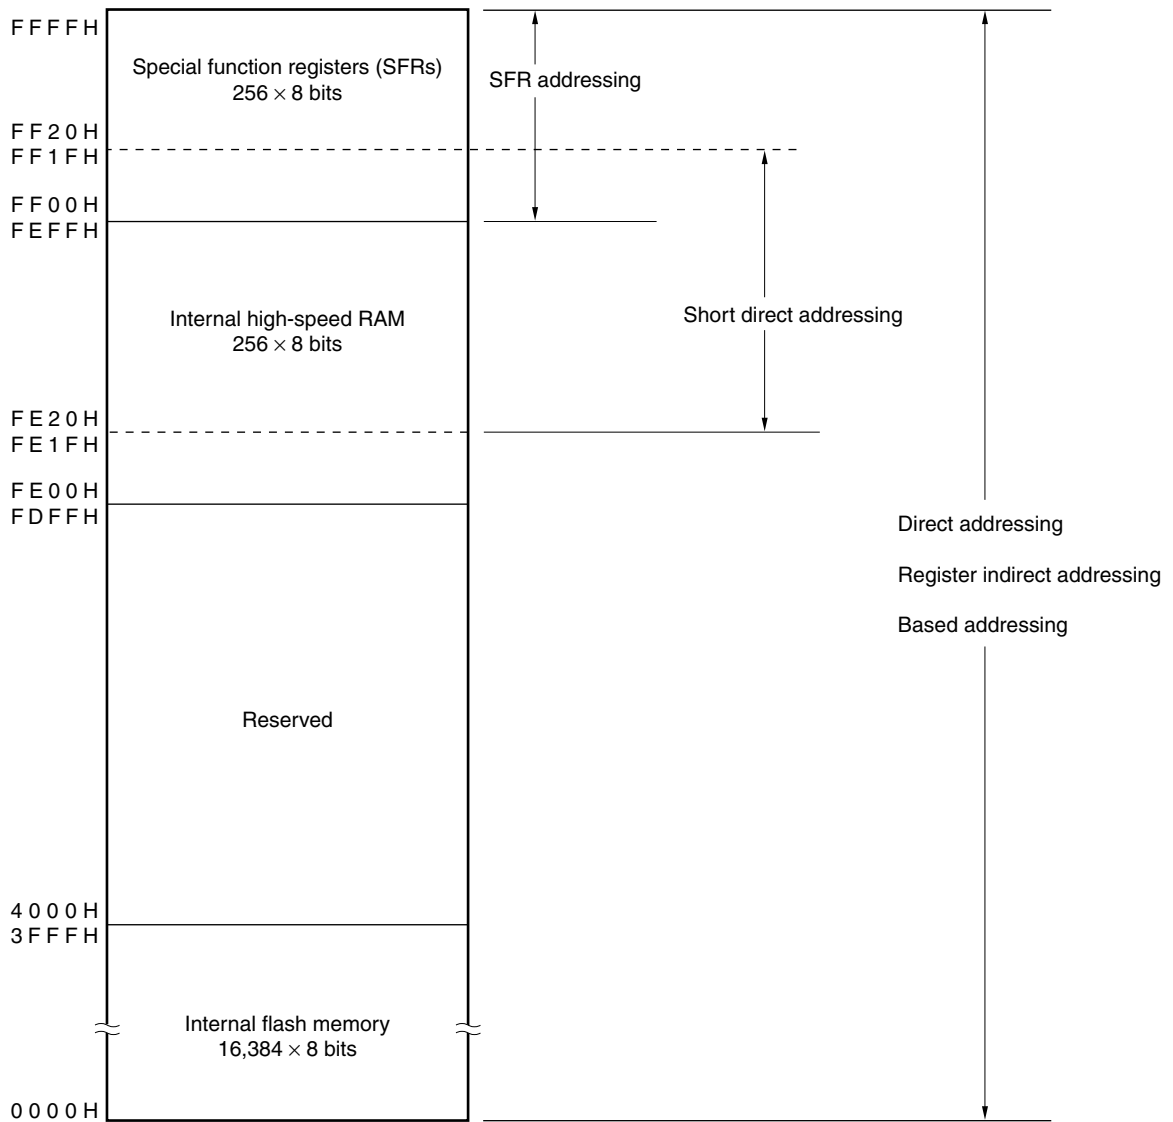 FFFFH
Special function registers (SFRs)
256 × 8 bits
SFR addressing
FF20H
FF1FH
FF00H
FEFFH
Internal high-speed RAM
256 × 8 bits
Short direct addressing
FE20H
FE1FH
FE00H
FDFFH
Direct addressing
Register indirect addressing
Based addressing
Reserved
4000H
3FFFH
Internal flash memory
16,384 × 8 bits
0000H